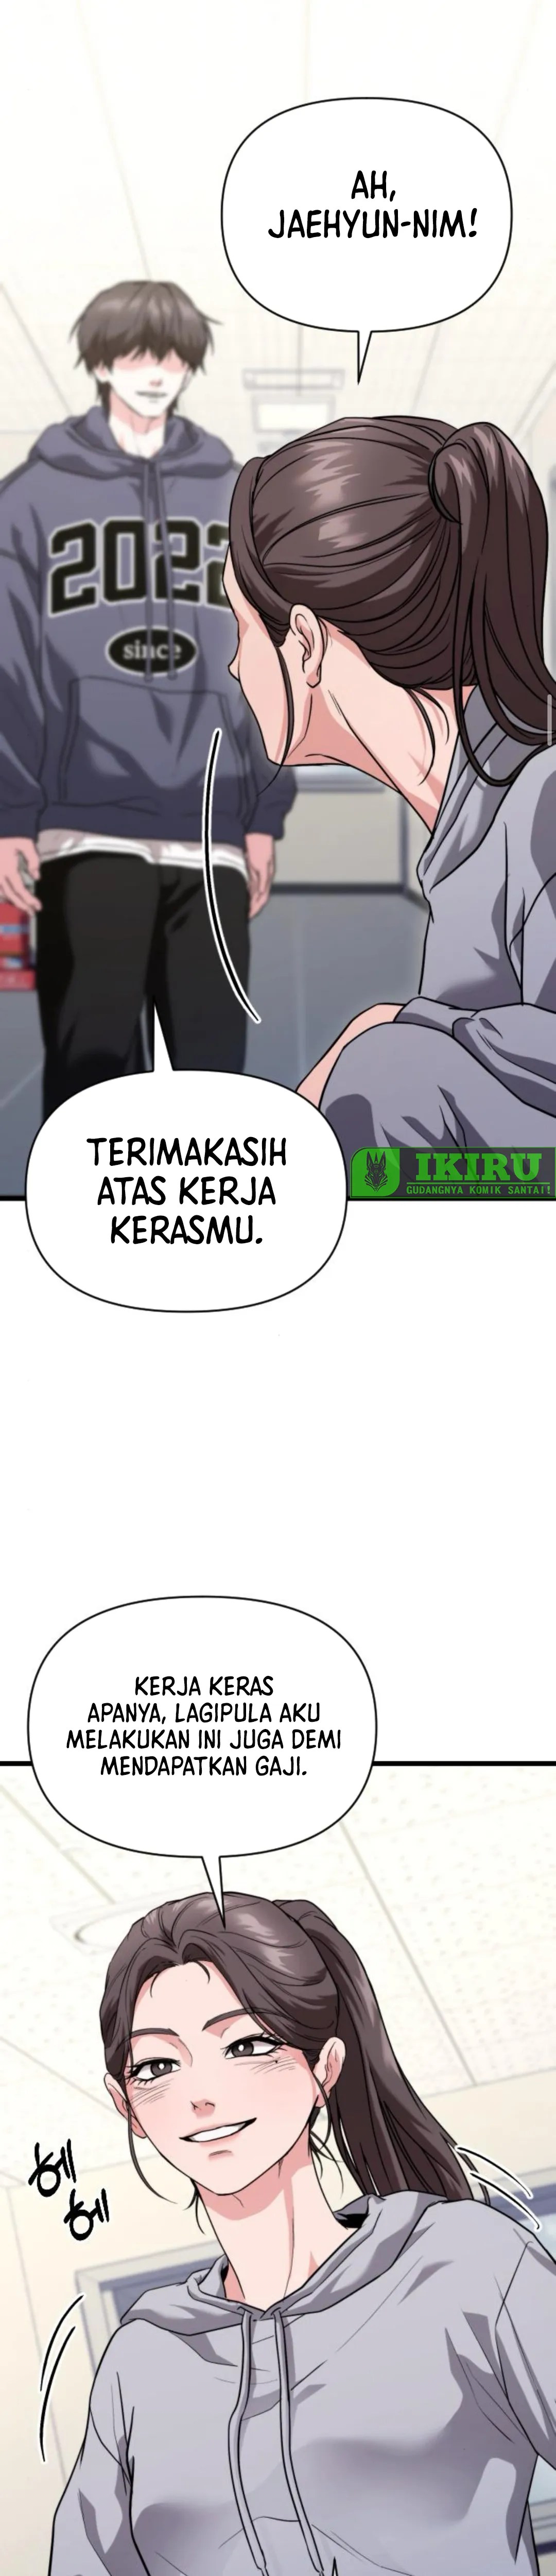 AH,
JAEHYUN-NIM!
2022
since
TERIMAKASIH
ATAS KERJA
KERASMU.
IKIRU
GUDANGNYA KOMIK SANTAI!
KERJA KERAS
APANYA, LAGIPULA AKU
MELAKUKAN INI JUGA DEMI
MENDAPATKAN GAJI.
헤
헤